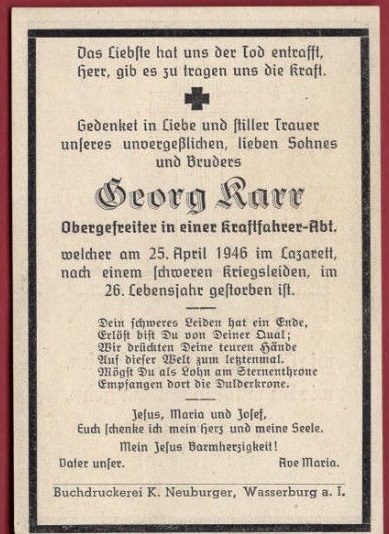 Das Liebste hat uns der Tod entrafft,
Herr, gib es zu tragen uns die Kraft.
Gedenket in Liebe und stiller Trauer
unseres unvergeßlichen, lieben Sohnes
und Bruders
Georg Karr
Obergefreiter in einer Kraftfahrer-Abt.
welcher am 25. April 1946 im Lazarett,
nach einem schweren Kriegsleiden, im
26. Lebensjahr gestorben ist.
Dein schweres Leiden hat ein Ende,
Erlöst bist Du von Deiner Qual;
Wir drückten Deine teuren Hände
Auf dieser Welt zum letztenmal.
Mögst Du als Lohn am Sternenthrone
Empfangen dort die Dulderkrone.
Jesus, Maria und Josef,
Euch schenke ich mein Herz und meine Seele.
Mein Jesus Barmherzigkeit!
Vater unser. Ave Maria.
Buchdruckerei K. Neuburger, Wasserburg a. I.